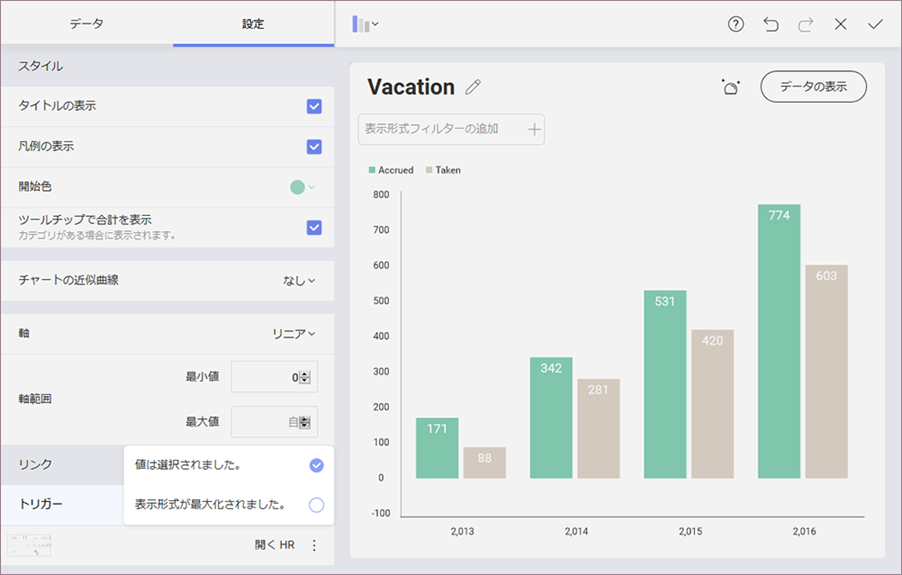 データ
設定
スタイル
タイトルの表示
凡例の表示
開始色
ツールチップで合計を表示
カテゴリがある場合に表示されます。
チャートの近似曲線
なし
軸
リニア
軸範囲
最小値
0
最大値
自
リンク
値は選択されました。
トリガー
表示形式が最大化されました。
開く HR
Vacation
データの表示
表示形式フィルターの追加
Accrued
Taken
800
700
600
500
400
300
200
100
0
-100
171
88
342
281
531
420
774
603
2,013
2,014
2,015
2,016